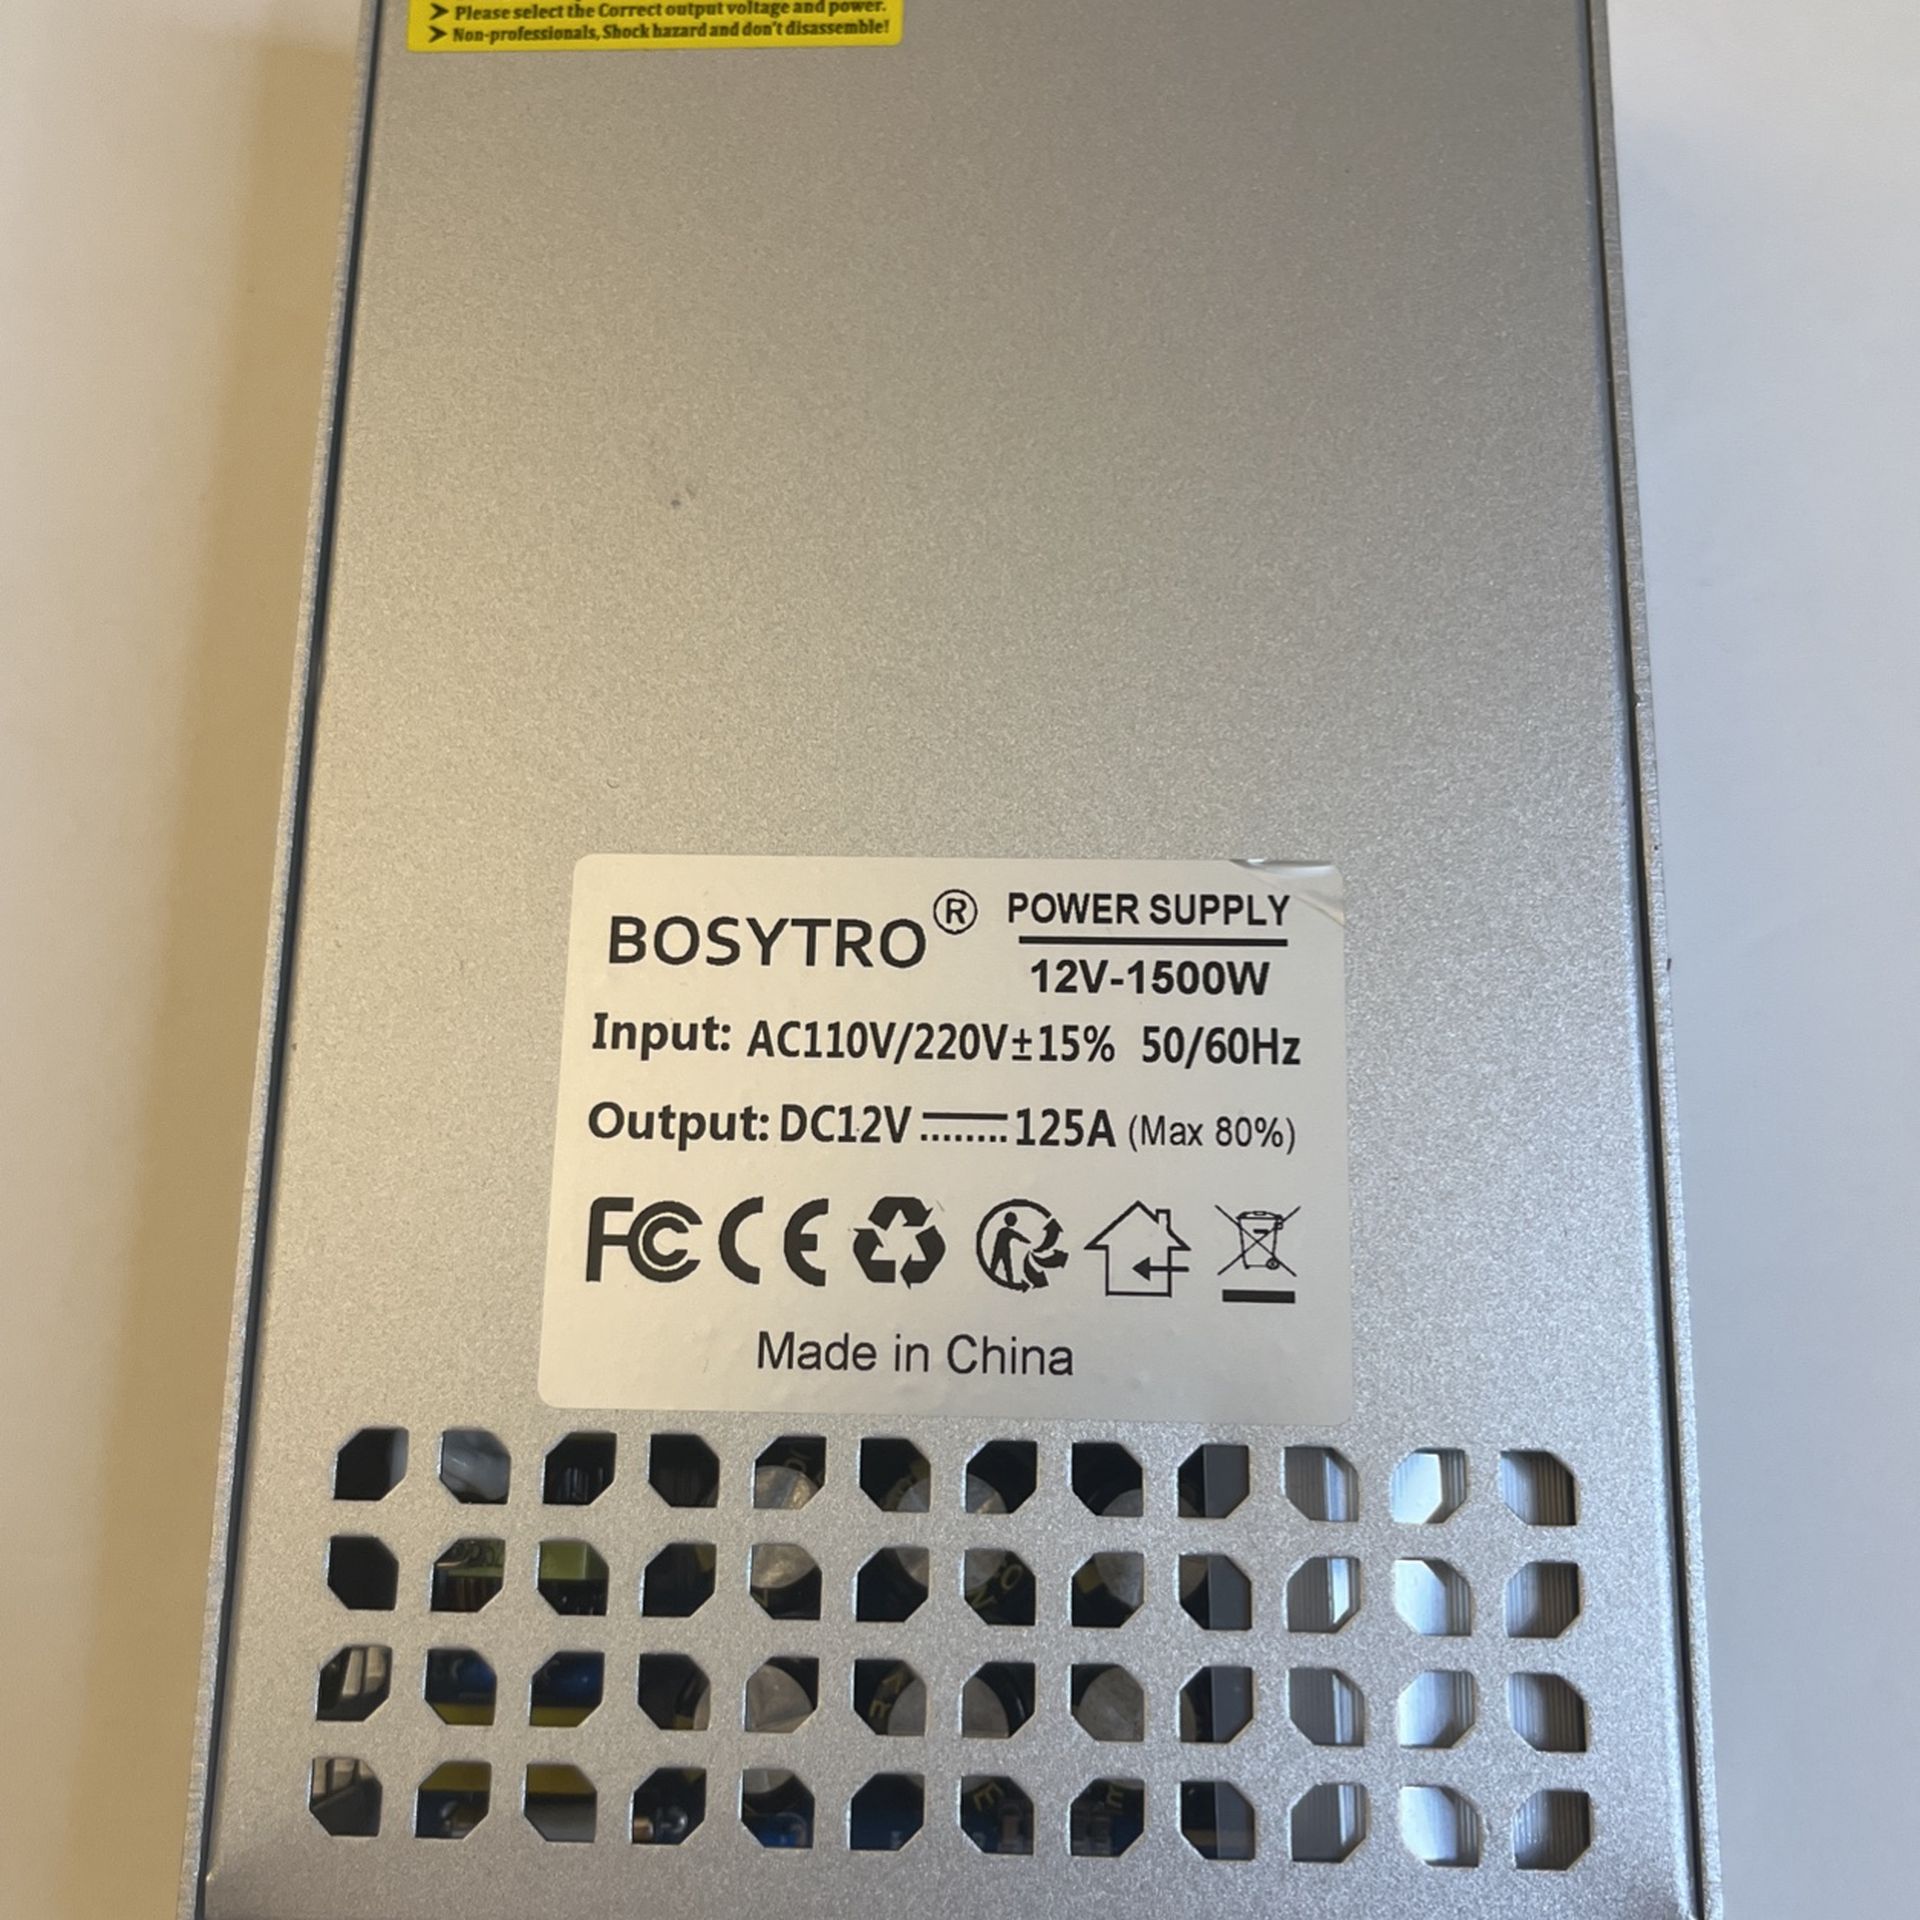 ➤ Please select the Correct output voltage and power.
➤ Non-professionals, Shock hazard and don't disassemble!
BOSYTRO® POWER SUPPLY
12V-1500W
Input: AC110V/220V±15% 50/60Hz
Output: DC12V 125A (Max 80%)
FC CE
Made in China